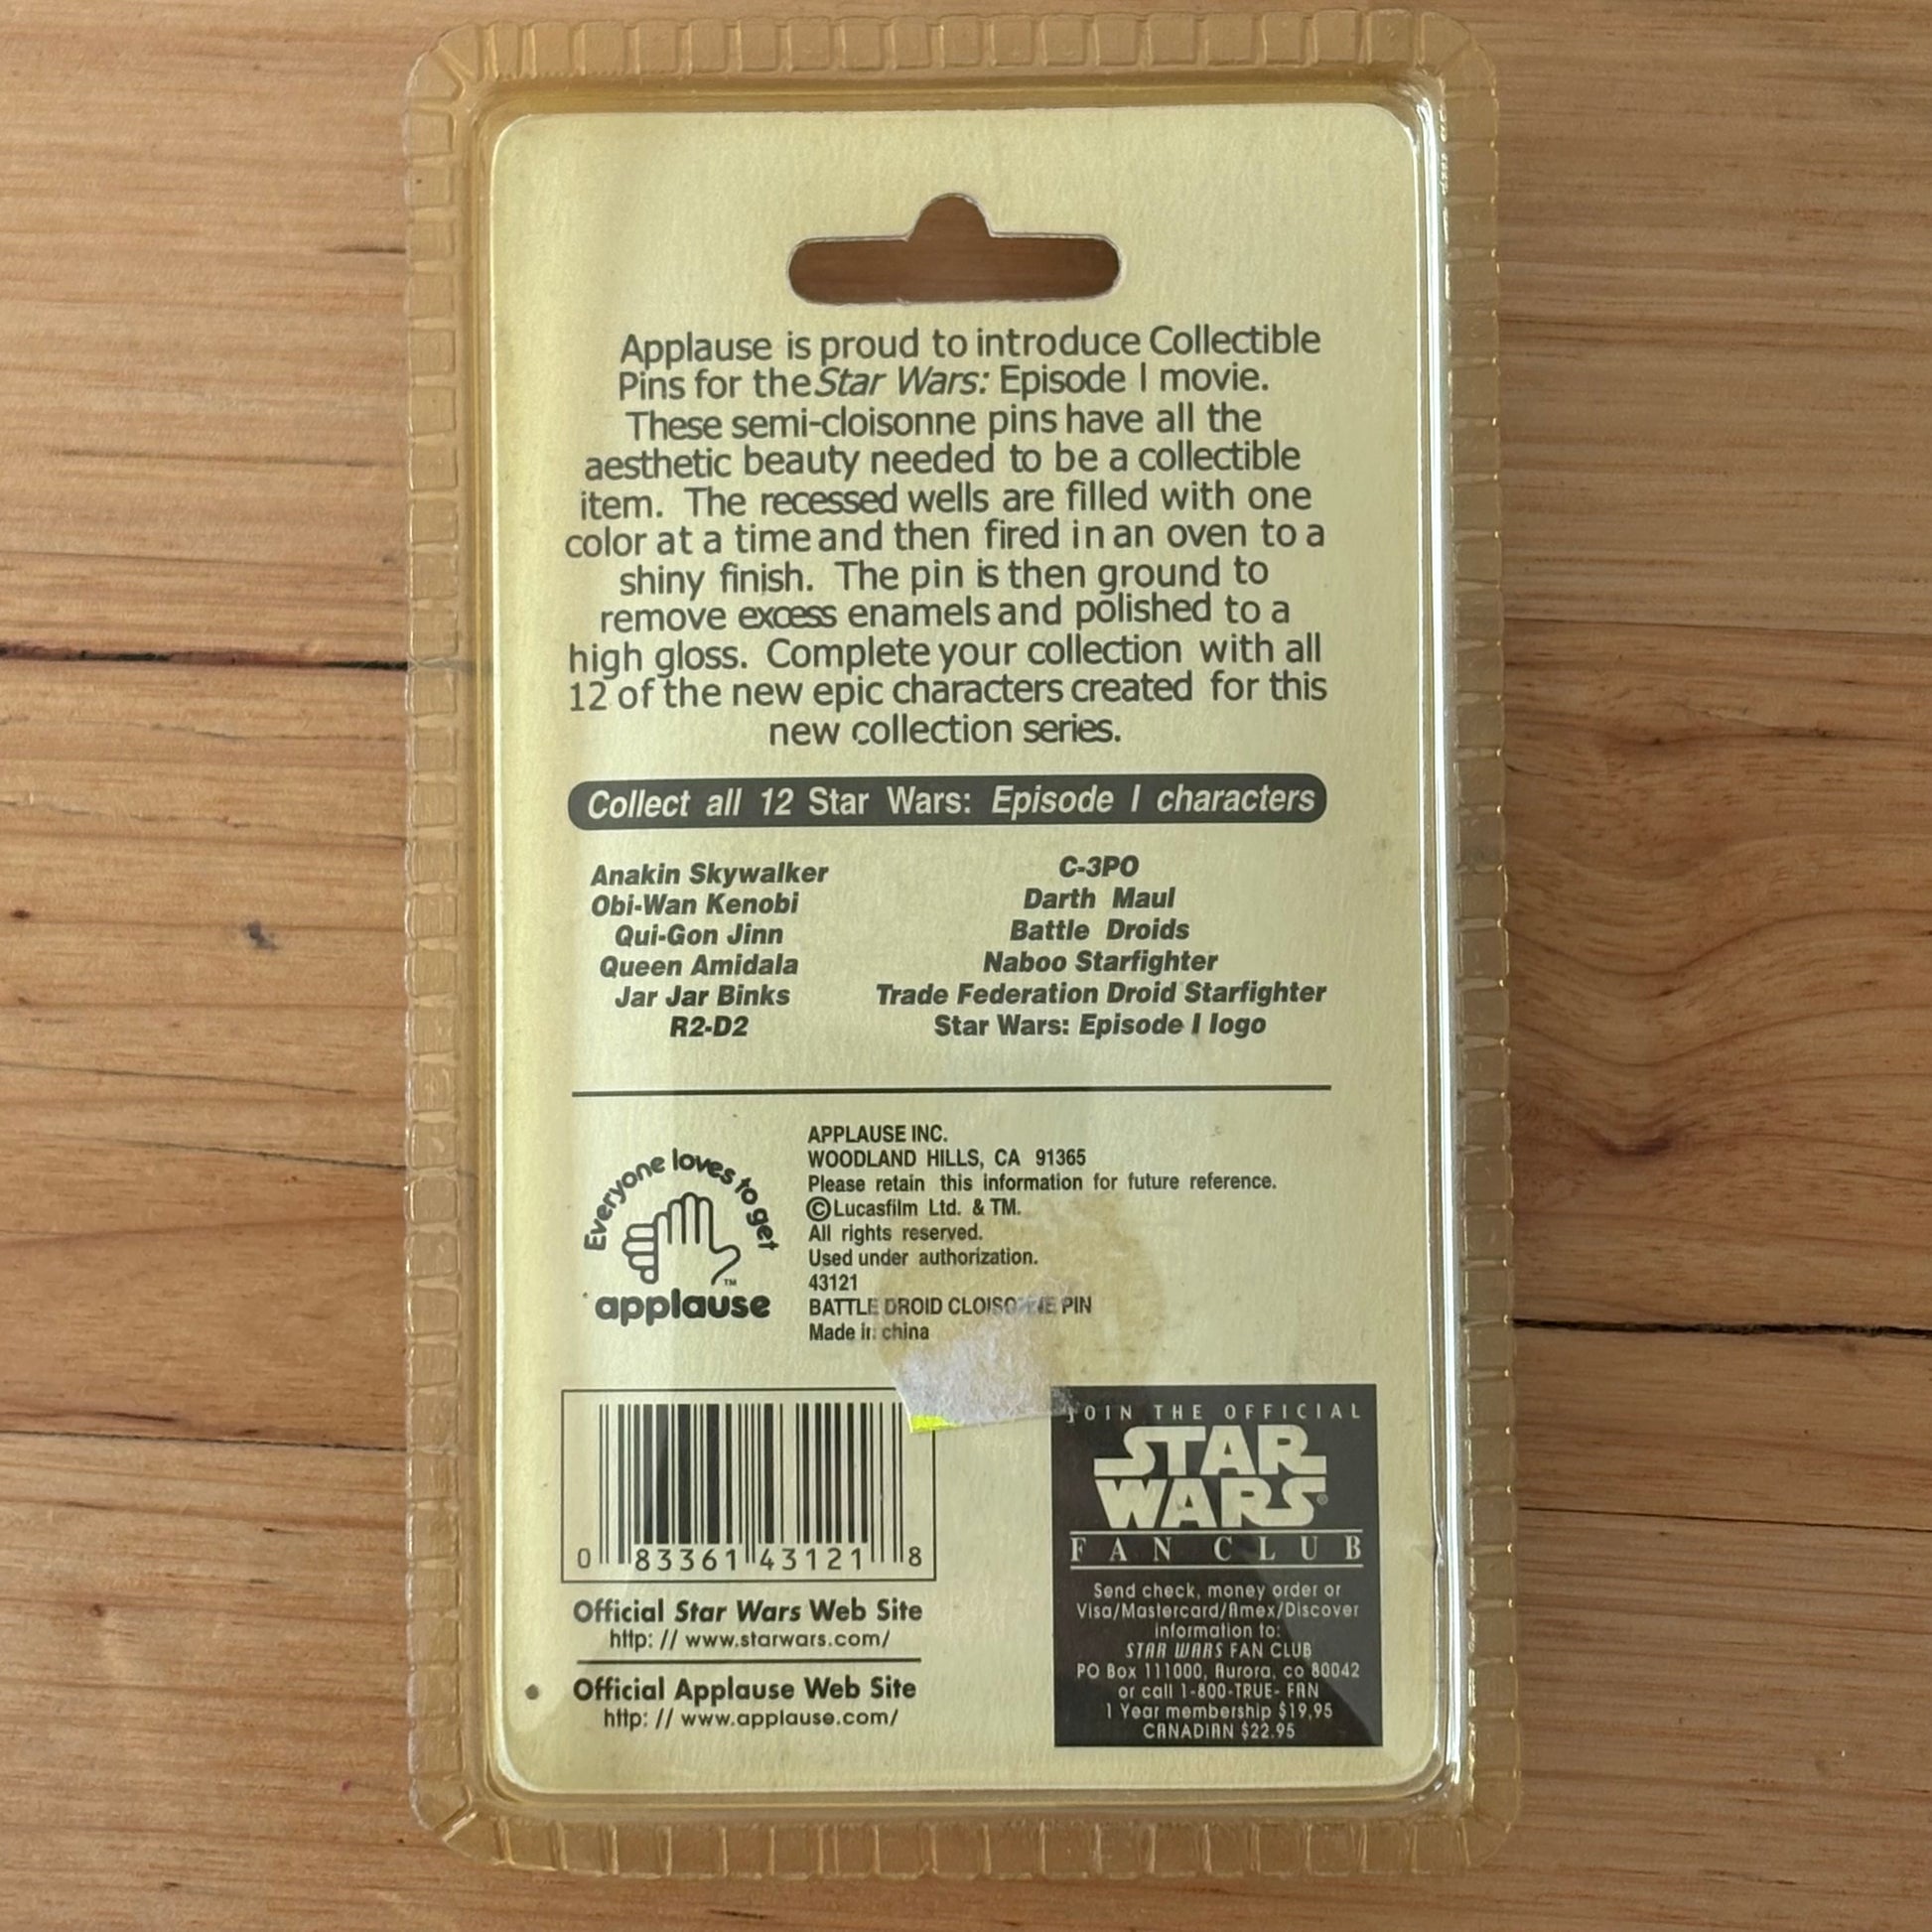 Applause is proud to introduce Collectible
Pins for the Star Wars: Episode I movie.
These semi-cloisonne pins have all the
aesthetic beauty needed to be a collectible
item. The recessed wells are filled with one
color at a time and then fired in an oven to a
shiny finish. The pin is then ground to
remove excess enamels and polished to a
high gloss. Complete your collection with all
12 of the new epic characters created for this
new collection series.
Collect all 12 Star Wars: Episode I characters
Anakin Skywalker
Obi-Wan Kenobi
Qui-Gon Jinn
Queen Amidala
Jar Jar Binks
R2-D2
C-3PO
Darth Maul
Battle Droids
Naboo Starfighter
Trade Federation Droid Starfighter
Star Wars: Episode I logo
Everyone loves to get
TM
applause
APPLAUSE INC.
WOODLAND HILLS, CA 91365
Please retain this information for future reference.
©Lucasfilm Ltd. & TM.
All rights reserved.
Used under authorization.
43121
BATTLE DROID CLOISONNE PIN
Made in china
0 83361 43121 8
Official Star Wars Web Site
http: // www.starwars.com/
Official Applause Web Site
http: // www.applause.com/
JOIN THE OFFICIAL
STAR
WARS®
FAN CLUB
Send check, money order or
Visa/Mastercard/Amex/Discover
information to:
STAR WARS FAN CLUB
PO Box 111000, Aurora, co 80042
or call 1-800-TRUE- FAN
1 Year membership $19,95
CANADIAN $22.95